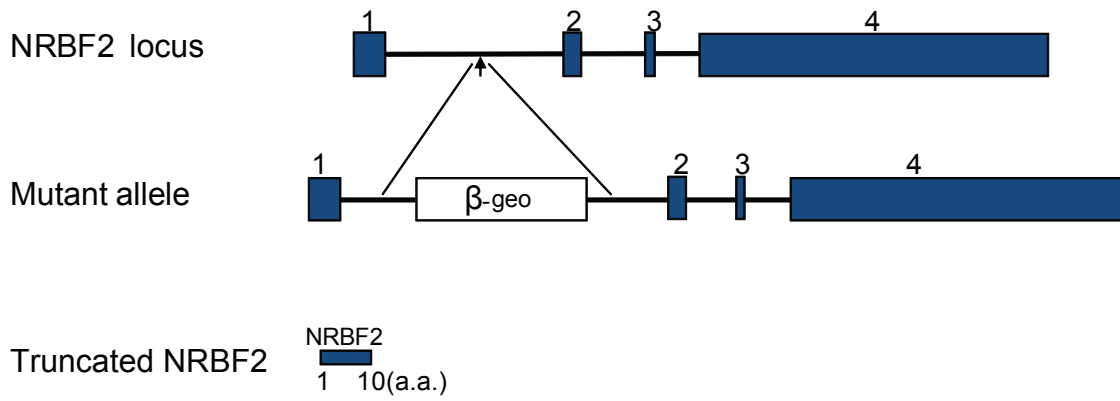 1 2 3 4
NRBF2 locus
1 2 3 4
Mutant allele β-geo
NRBF2
Truncated NRBF2
1 10(a.a.)